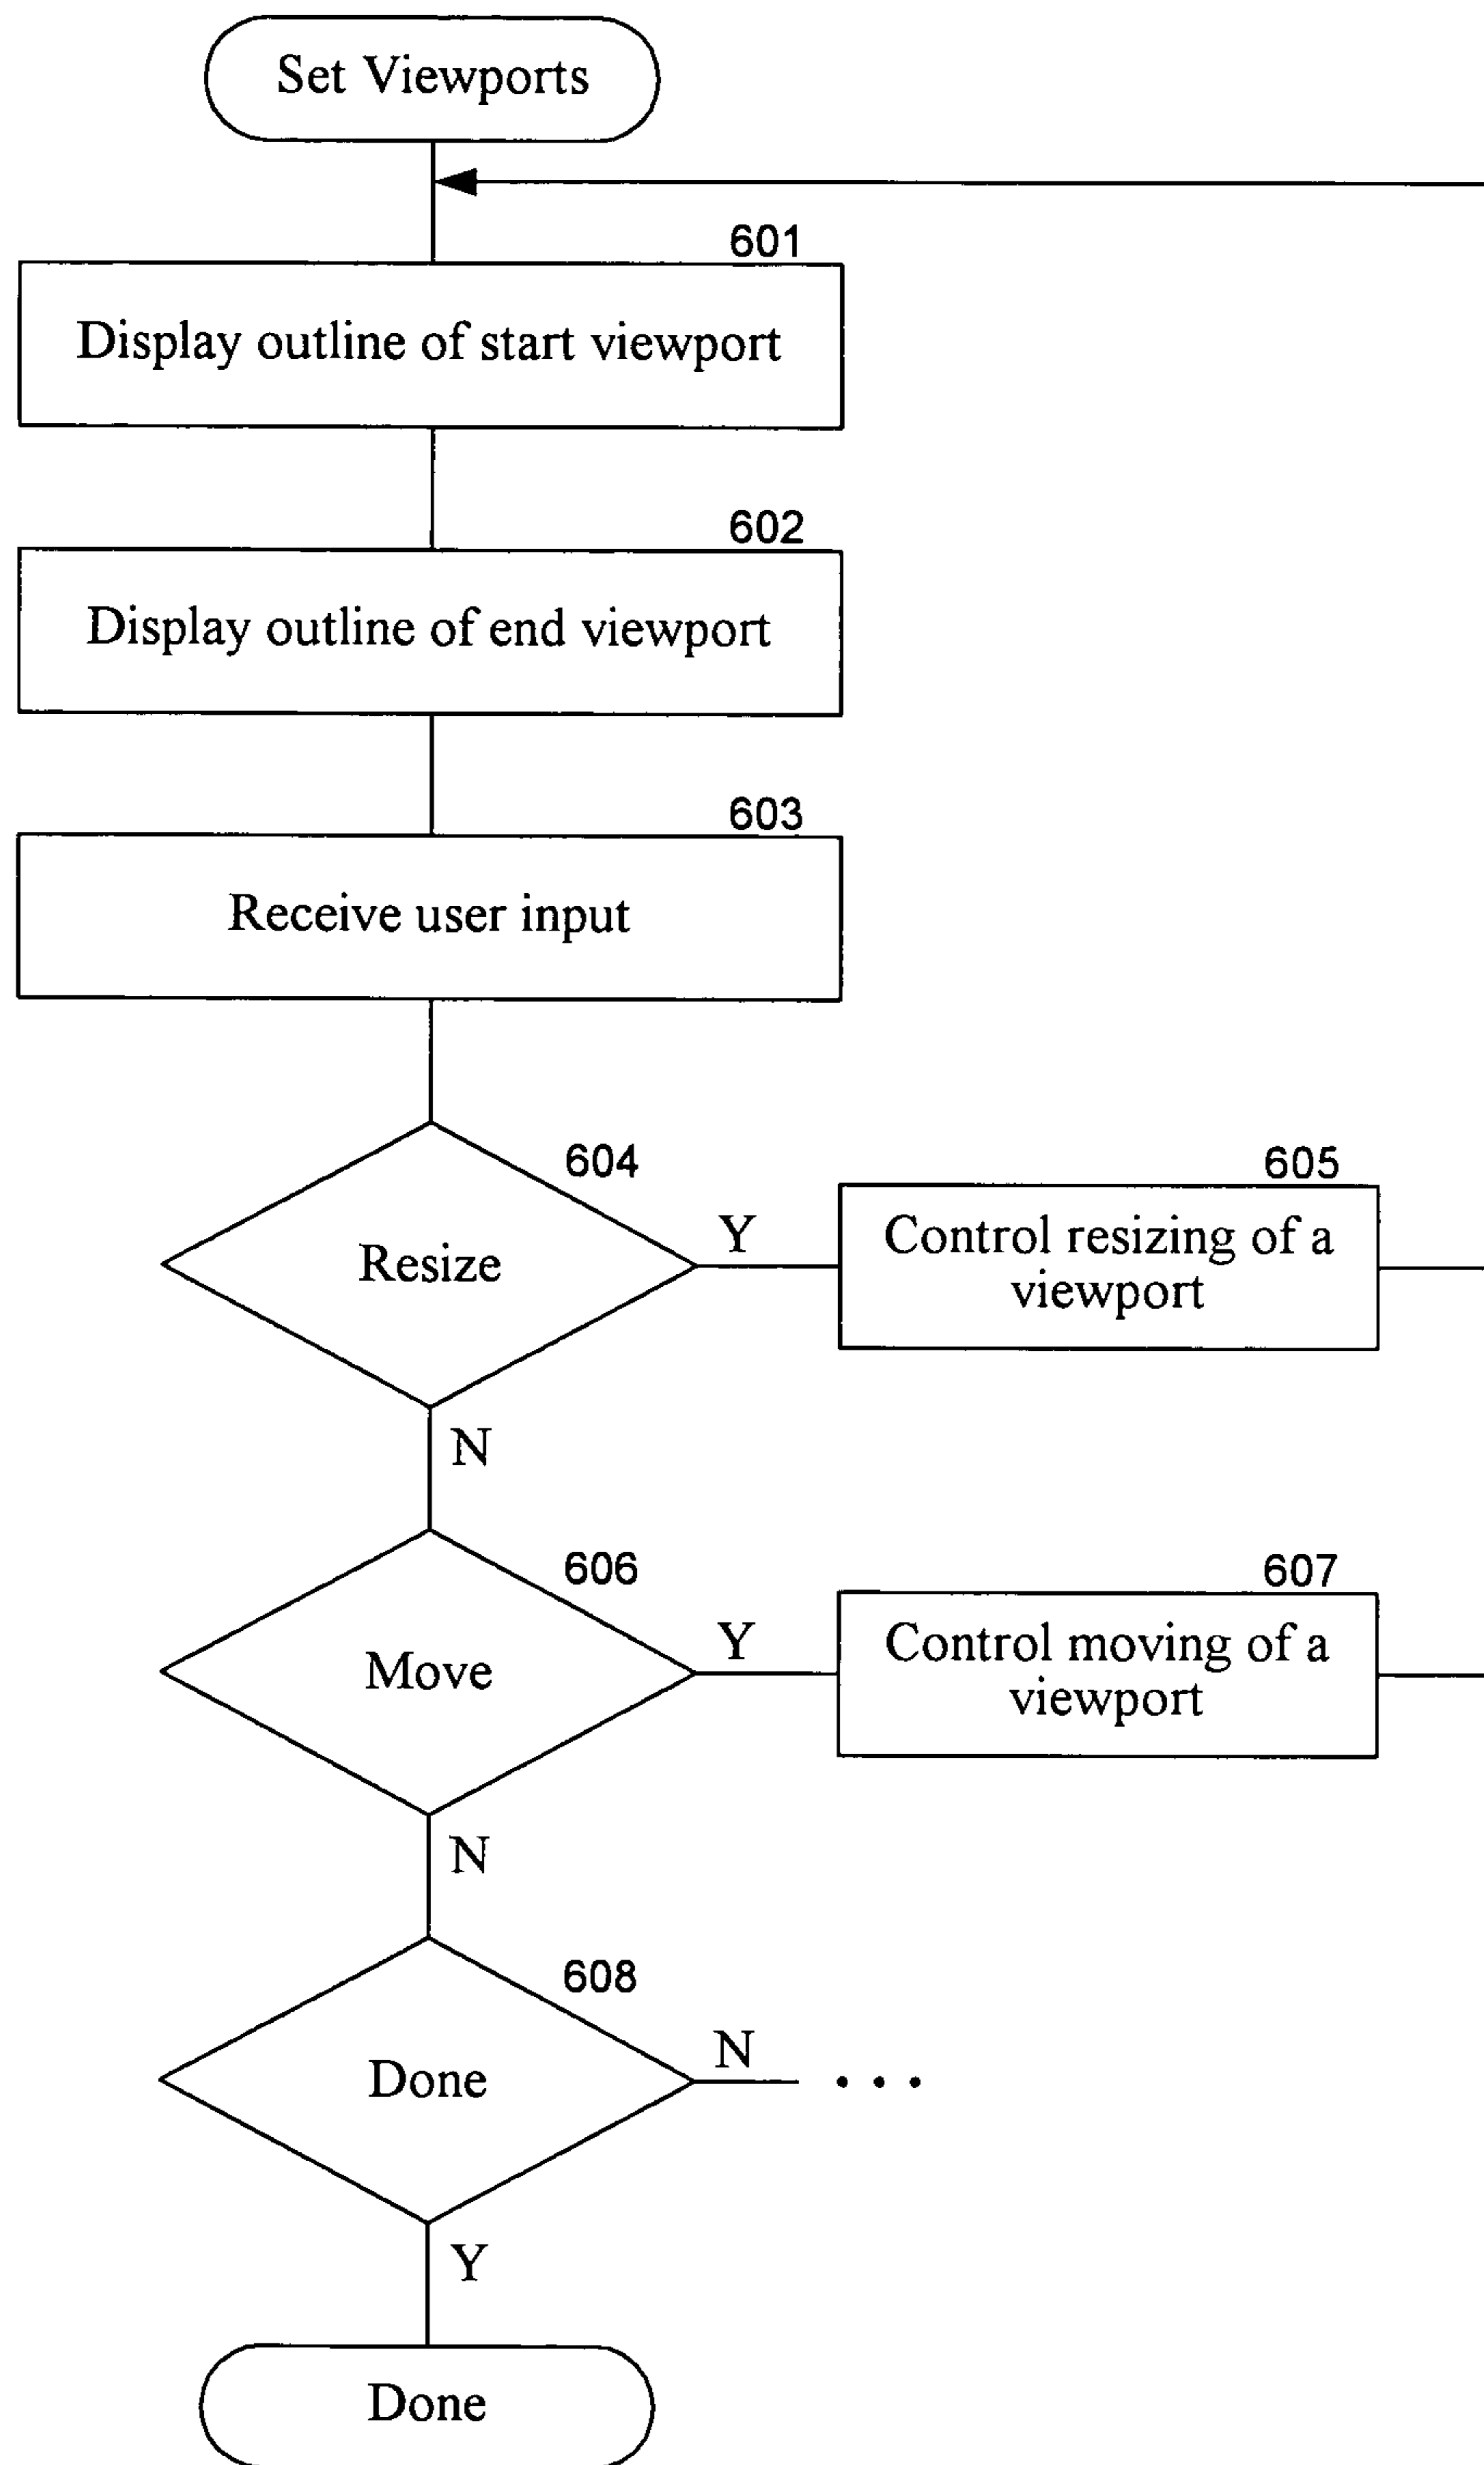 Set Viewports
601
Display outline of start viewport
602
Display outline of end viewport
603
Receive user input
604
Resize
Y
605
Control resizing of a
viewport
N
606
Move
Y
607
Control moving of a
viewport
N
608
Done
N
• • •
Y
Done